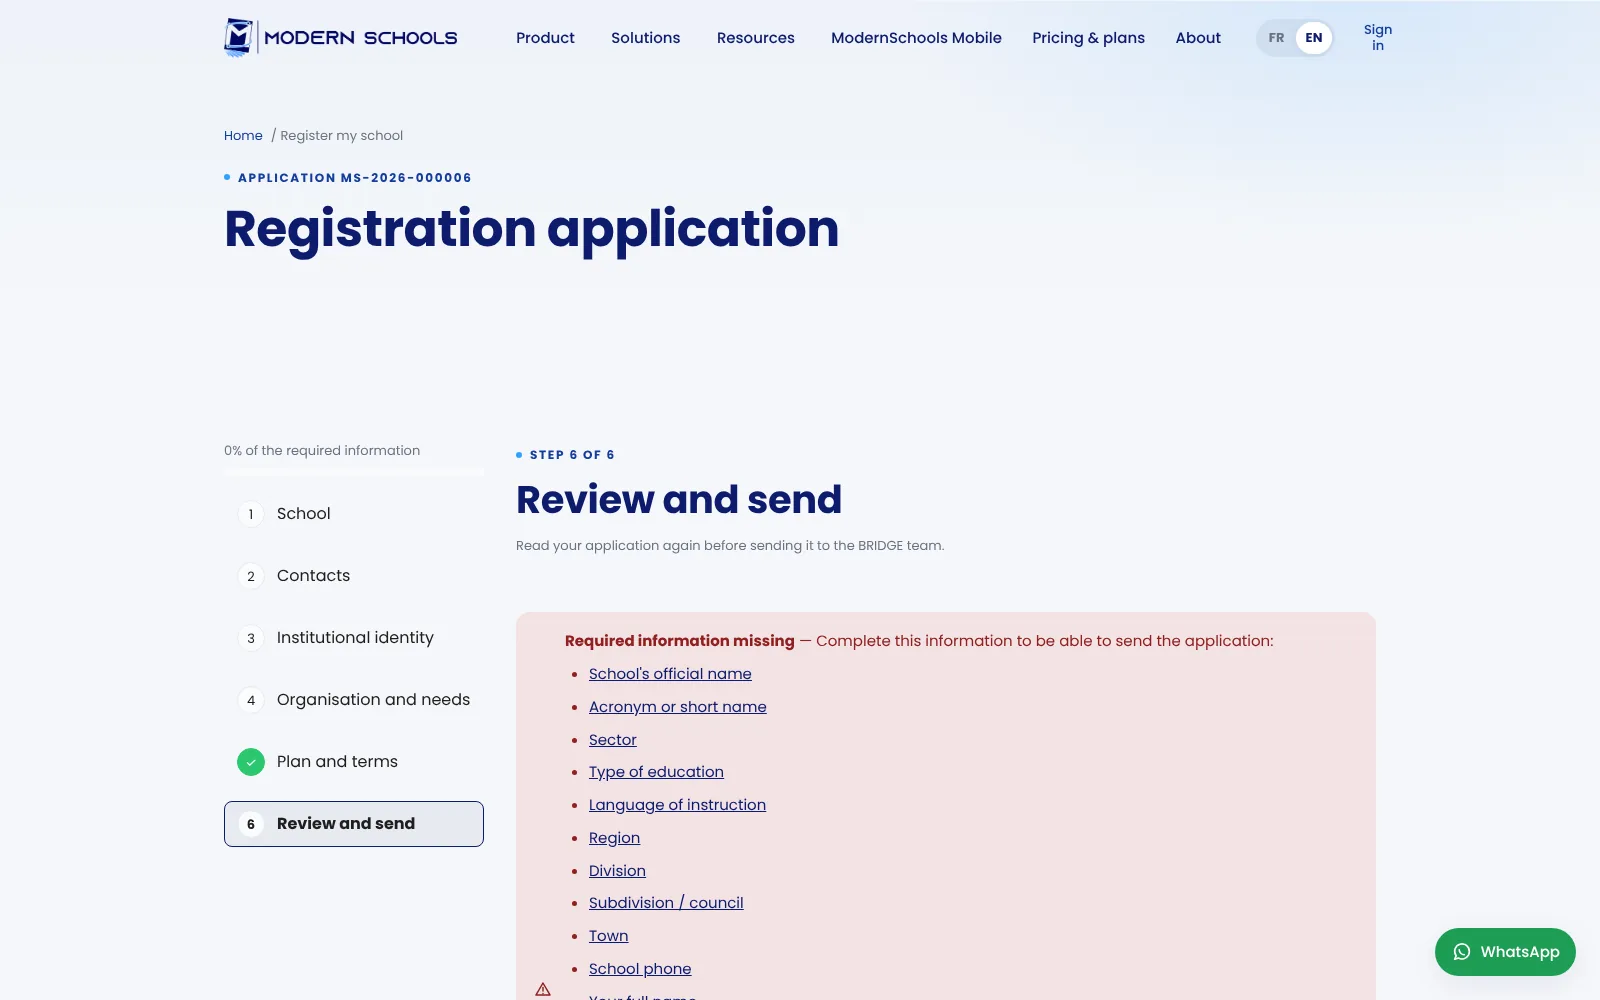 MODERN SCHOOLS
Product
Solutions
Resources
ModernSchools Mobile
Pricing & plans
About
FR
EN
Sign
in
Home / Register my school
APPLICATION MS-2026-000006
Registration application
0% of the required information
1 School
2 Contacts
3 Institutional identity
4 Organisation and needs
Plan and terms
6 Review and send
STEP 6 OF 6
Review and send
Read your application again before sending it to the BRIDGE team.
Required information missing — Complete this information to be able to send the application:
School's official name
Acronym or short name
Sector
Type of education
Language of instruction
Region
Division
Subdivision / council
Town
School phone
Your full name
WhatsApp